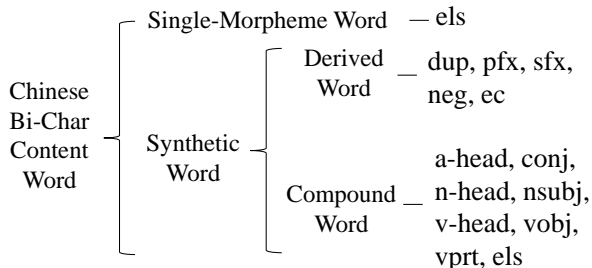 Chinese
Bi-Char
Content
Word
Single-Morpheme Word
els
Synthetic
Word
Derived
Word
dup, pfx, sfx,
neg, ec
Compound
Word
a-head, conj,
n-head, nsubj,
v-head, vobj,
vprt, els